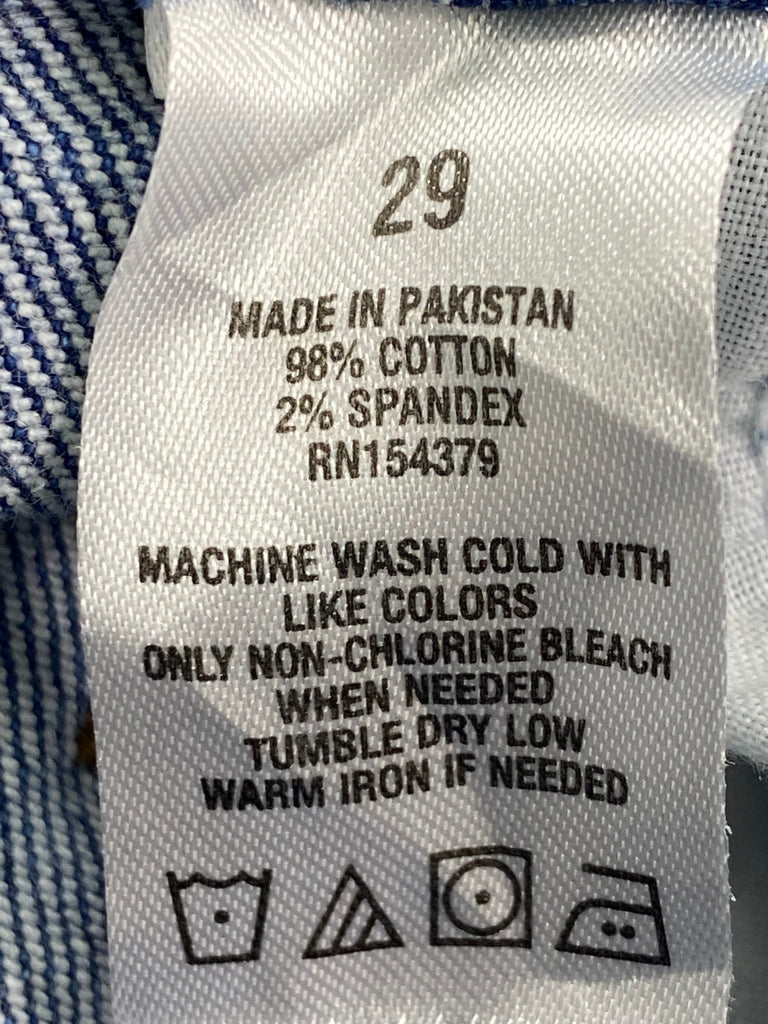 29
MADE IN PAKISTAN
98% COTTON
2% SPANDEX
RN154379
MACHINE WASH COLD WITH
LIKE COLORS
ONLY NON-CHLORINE BLEACH
WHEN NEEDED
TUMBLE DRY LOW
WARM IRON IF NEEDED